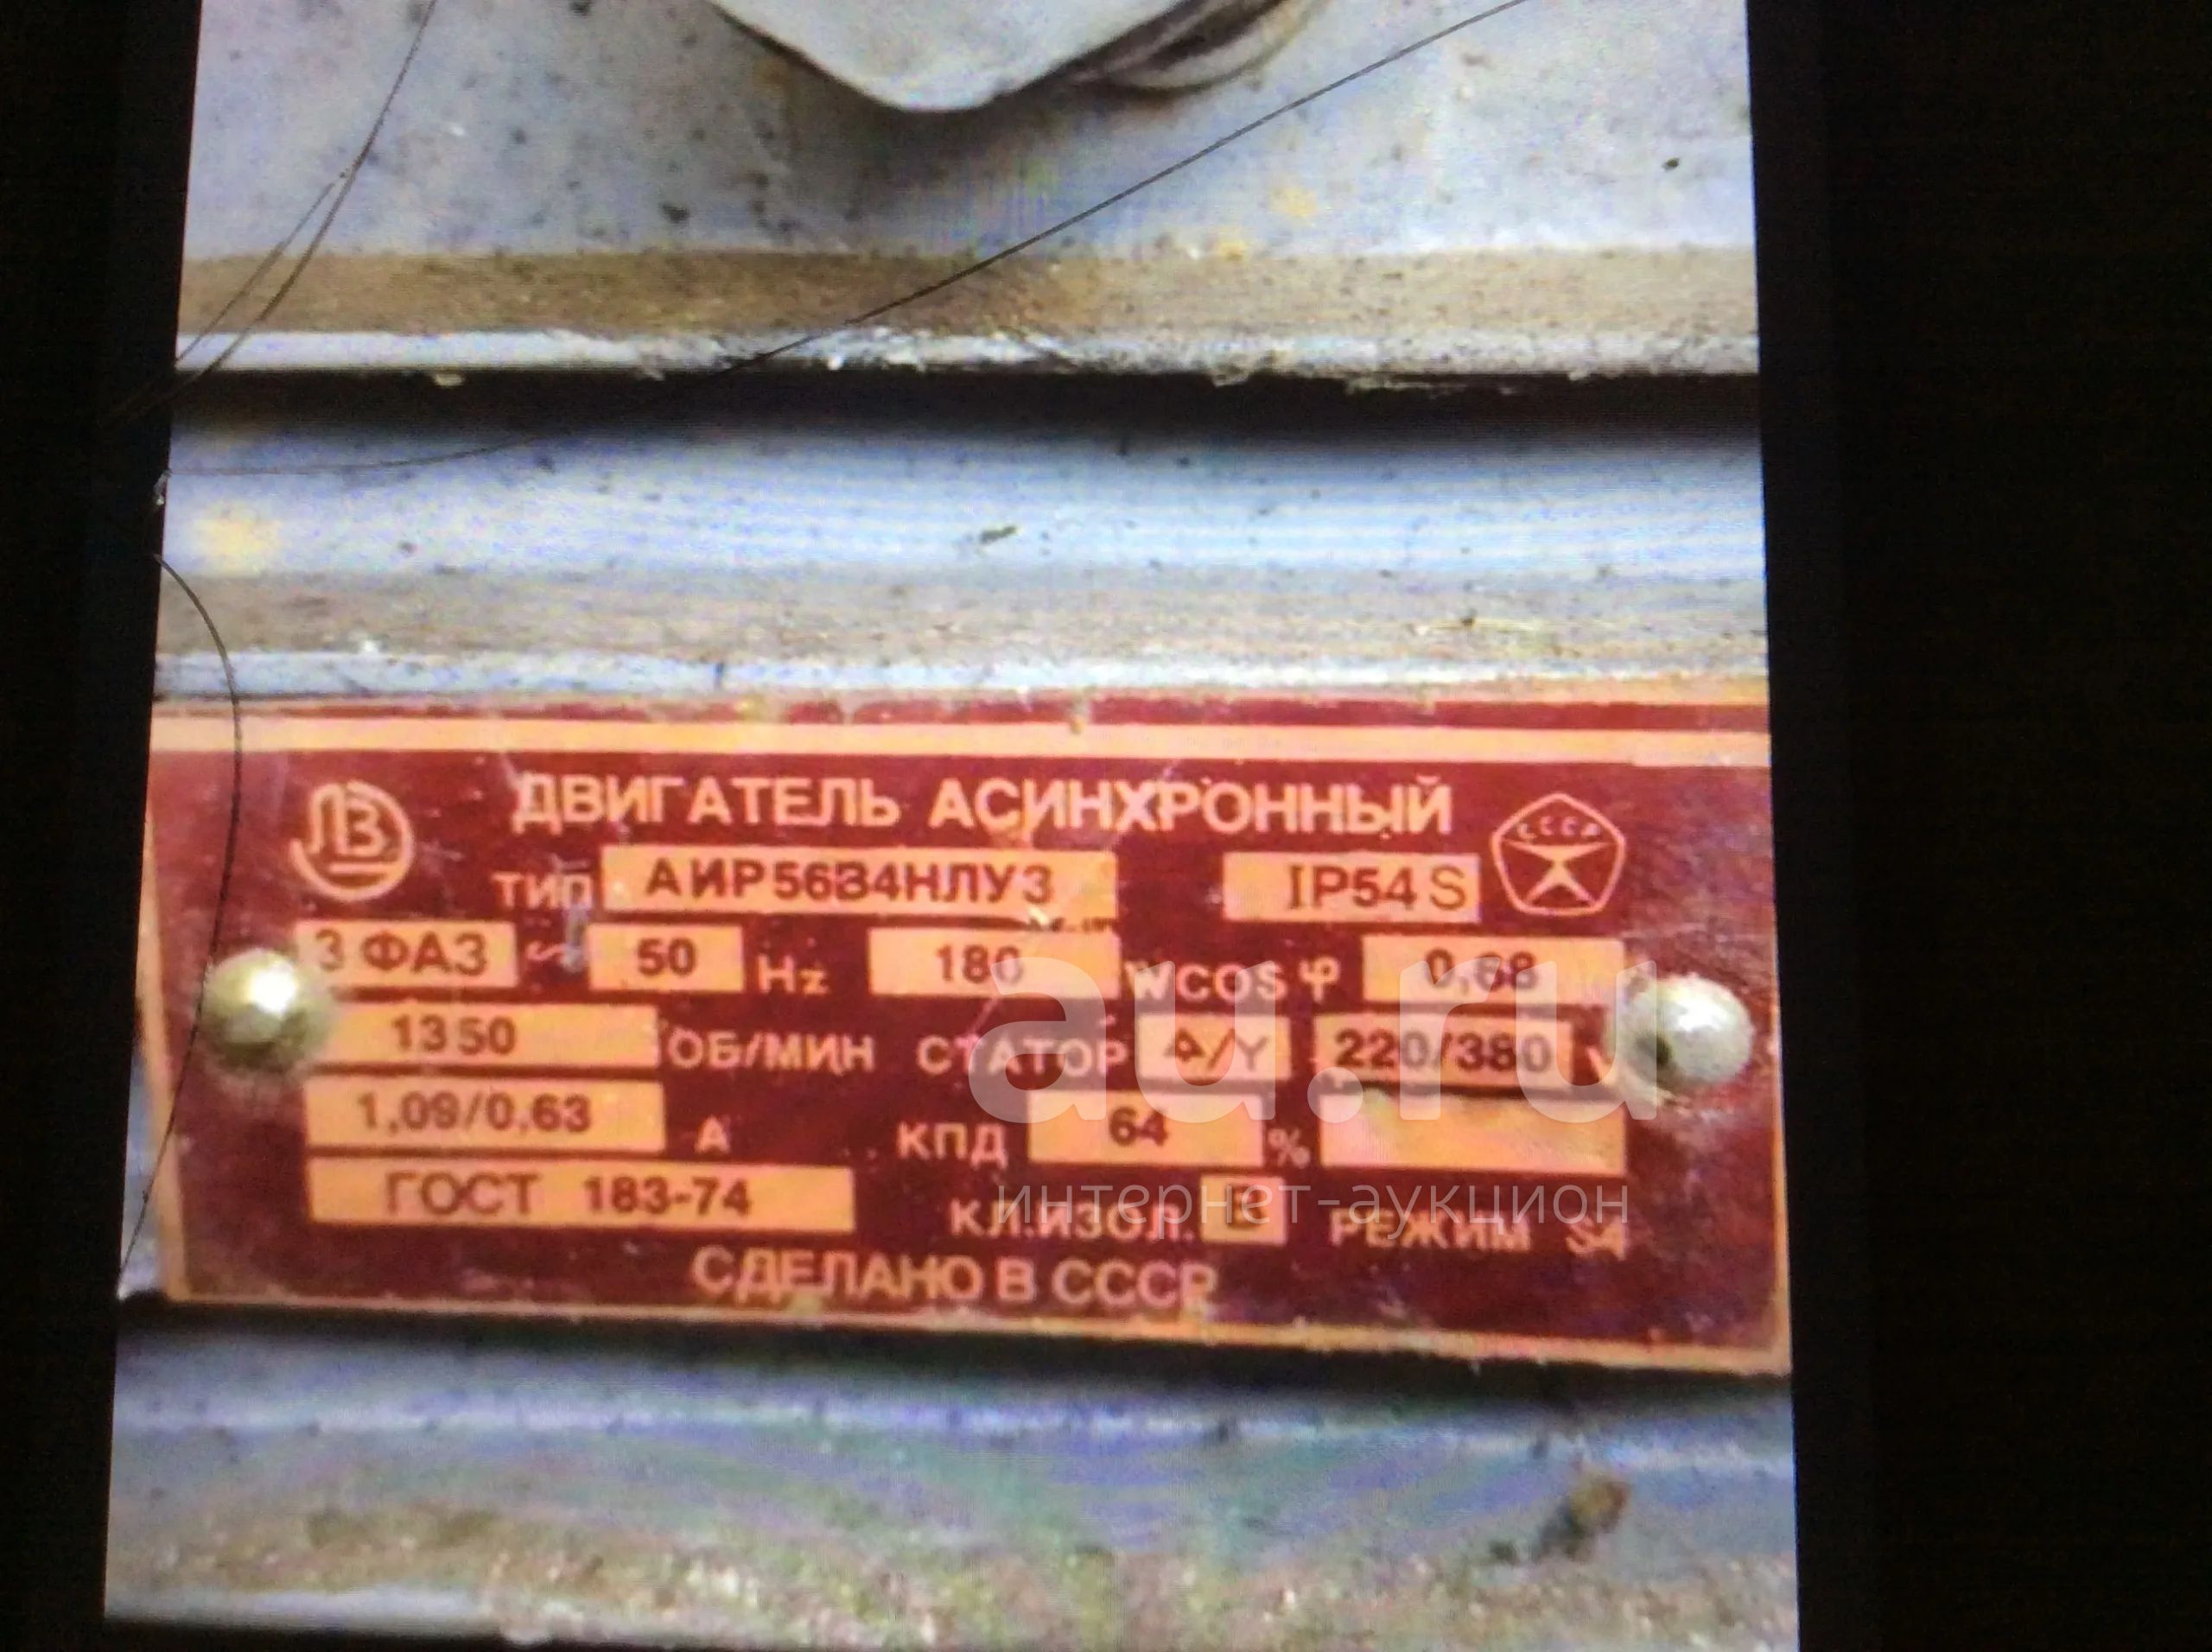 ДВИГАТЕЛЬ АСИНХРОННЫЙ
ТИП АИР56В4НЛУ3 IP54 S
СССР
3 ФАЗ ~ 50 Hz 180 W COS φ 0,68
1350 ОБ/МИН СТАТОР Δ/Y 220/380 V
1,09/0,63 А КПД 64 %
ГОСТ 183-74 КЛ.ИЗОЛ. В РЕЖИМ S4
СДЕЛАНО В СССР
au.ru
интернет-аукцион